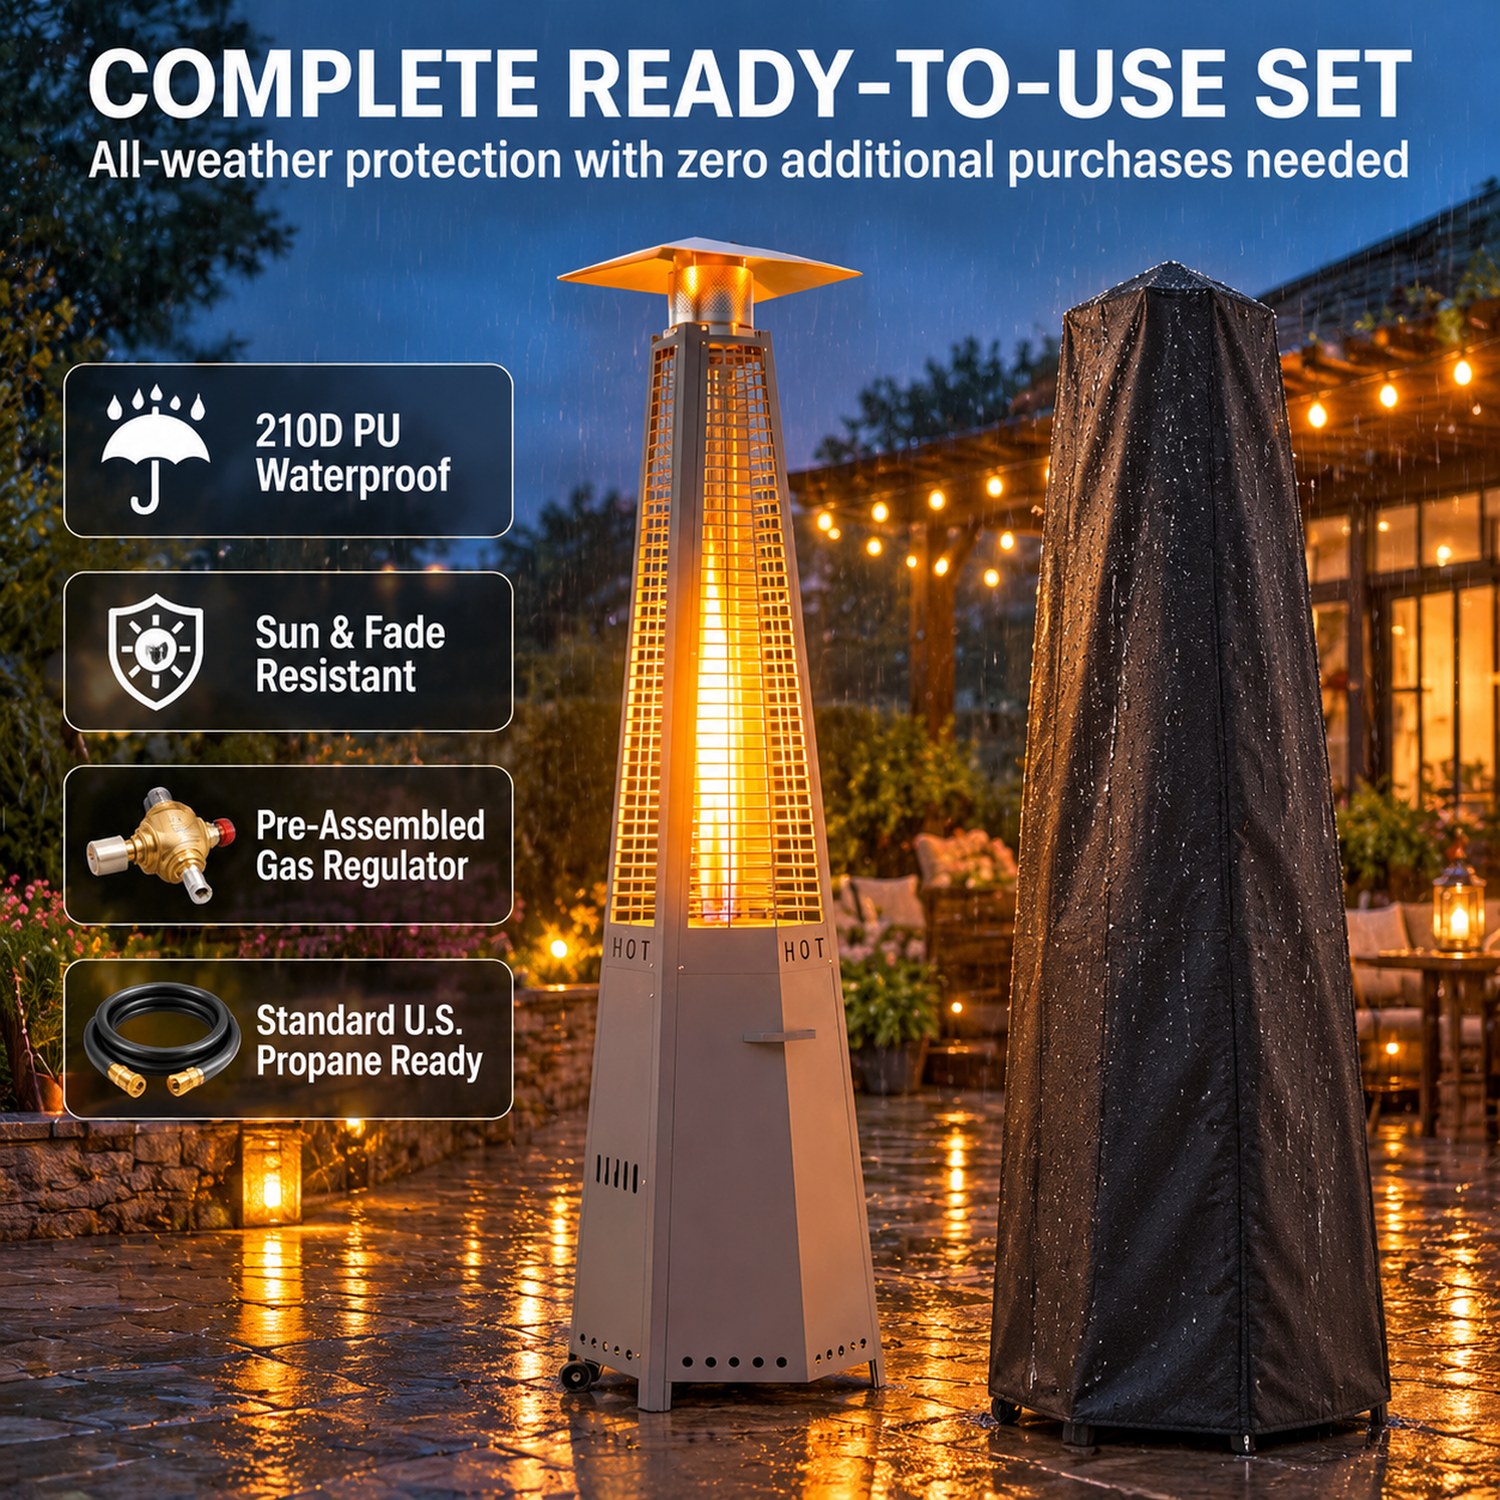 COMPLETE READY-TO-USE SET
All-weather protection with zero additional purchases needed
210D PU
Waterproof
Sun & Fade
Resistant
Pre-Assembled
Gas Regulator
Standard U.S.
Propane Ready
HOT
HOT